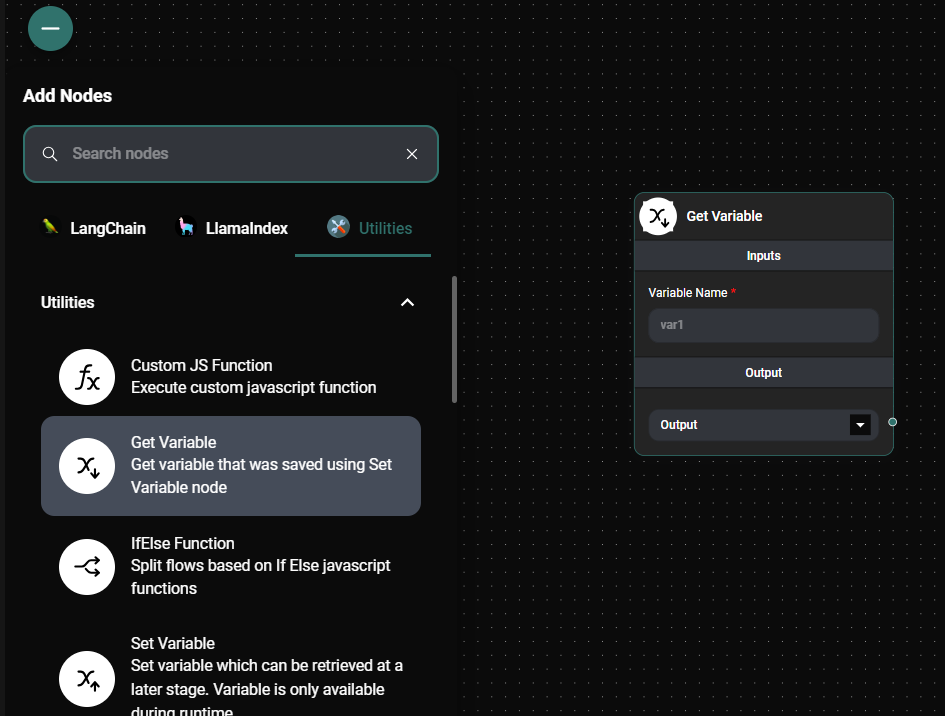 Add Nodes
Search nodes
LangChain
LlamaIndex
Utilities
Utilities
Custom JS Function
Execute custom javascript function
Get Variable
Get variable that was saved using Set
Variable node
IfElse Function
Split flows based on If Else javascript
functions
Set Variable
Set variable which can be retrieved at a
later stage. Variable is only available
during runtime.
Get Variable
Inputs
Variable Name *
var1
Output
Output